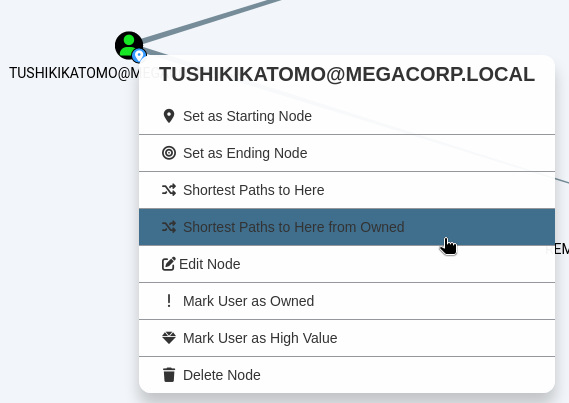 TUSHIKIKATOMO@MEGACORP.LOCAL
TUSHIKIKATOMO@M
Set as Starting Node
Set as Ending Node
Shortest Paths to Here
Shortest Paths to Here from Owned
EM
Edit Node
Mark User as Owned
Mark User as High Value
Delete Node